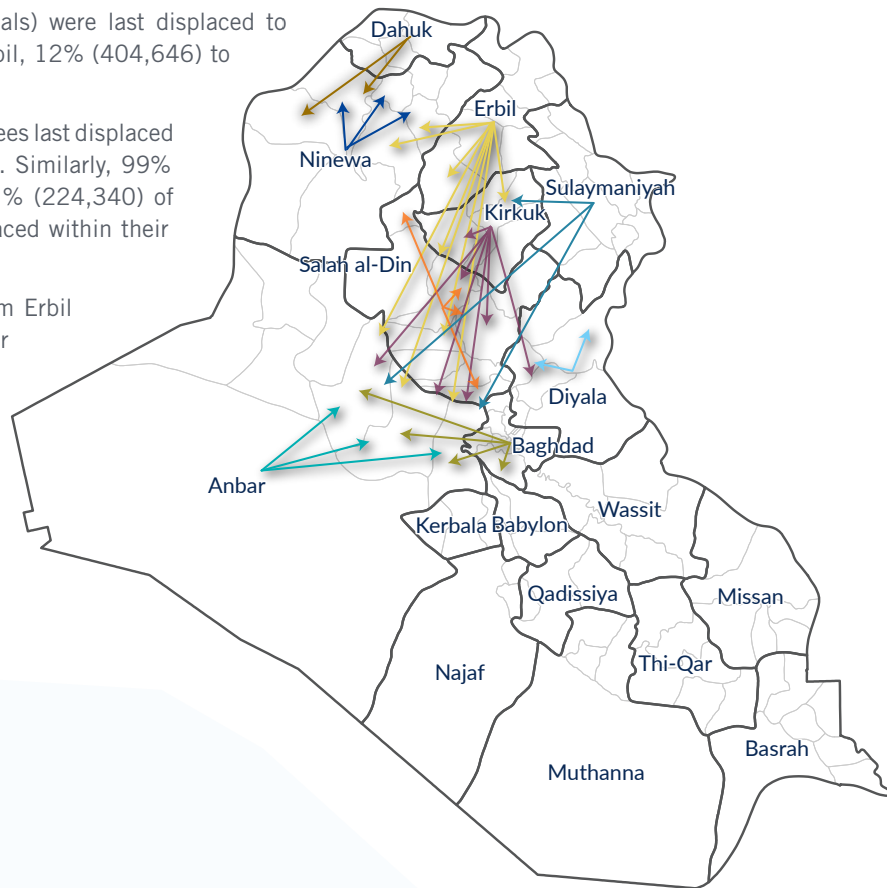 als) were last displaced to
oil, 12% (404,646) to
ees last displaced
. Similarly, 99%
% (224,340) of
aced within their
m Erbil
r
Dahuk
Erbil
Ninewa
Sulaymaniyah
Kirkuk
Salah al-Din
Diyala
Baghdad
Anbar
Wassit
Kerbala
Babylon
Qadissiya
Missan
Thi-Qar
Najaf
Basrah
Muthanna